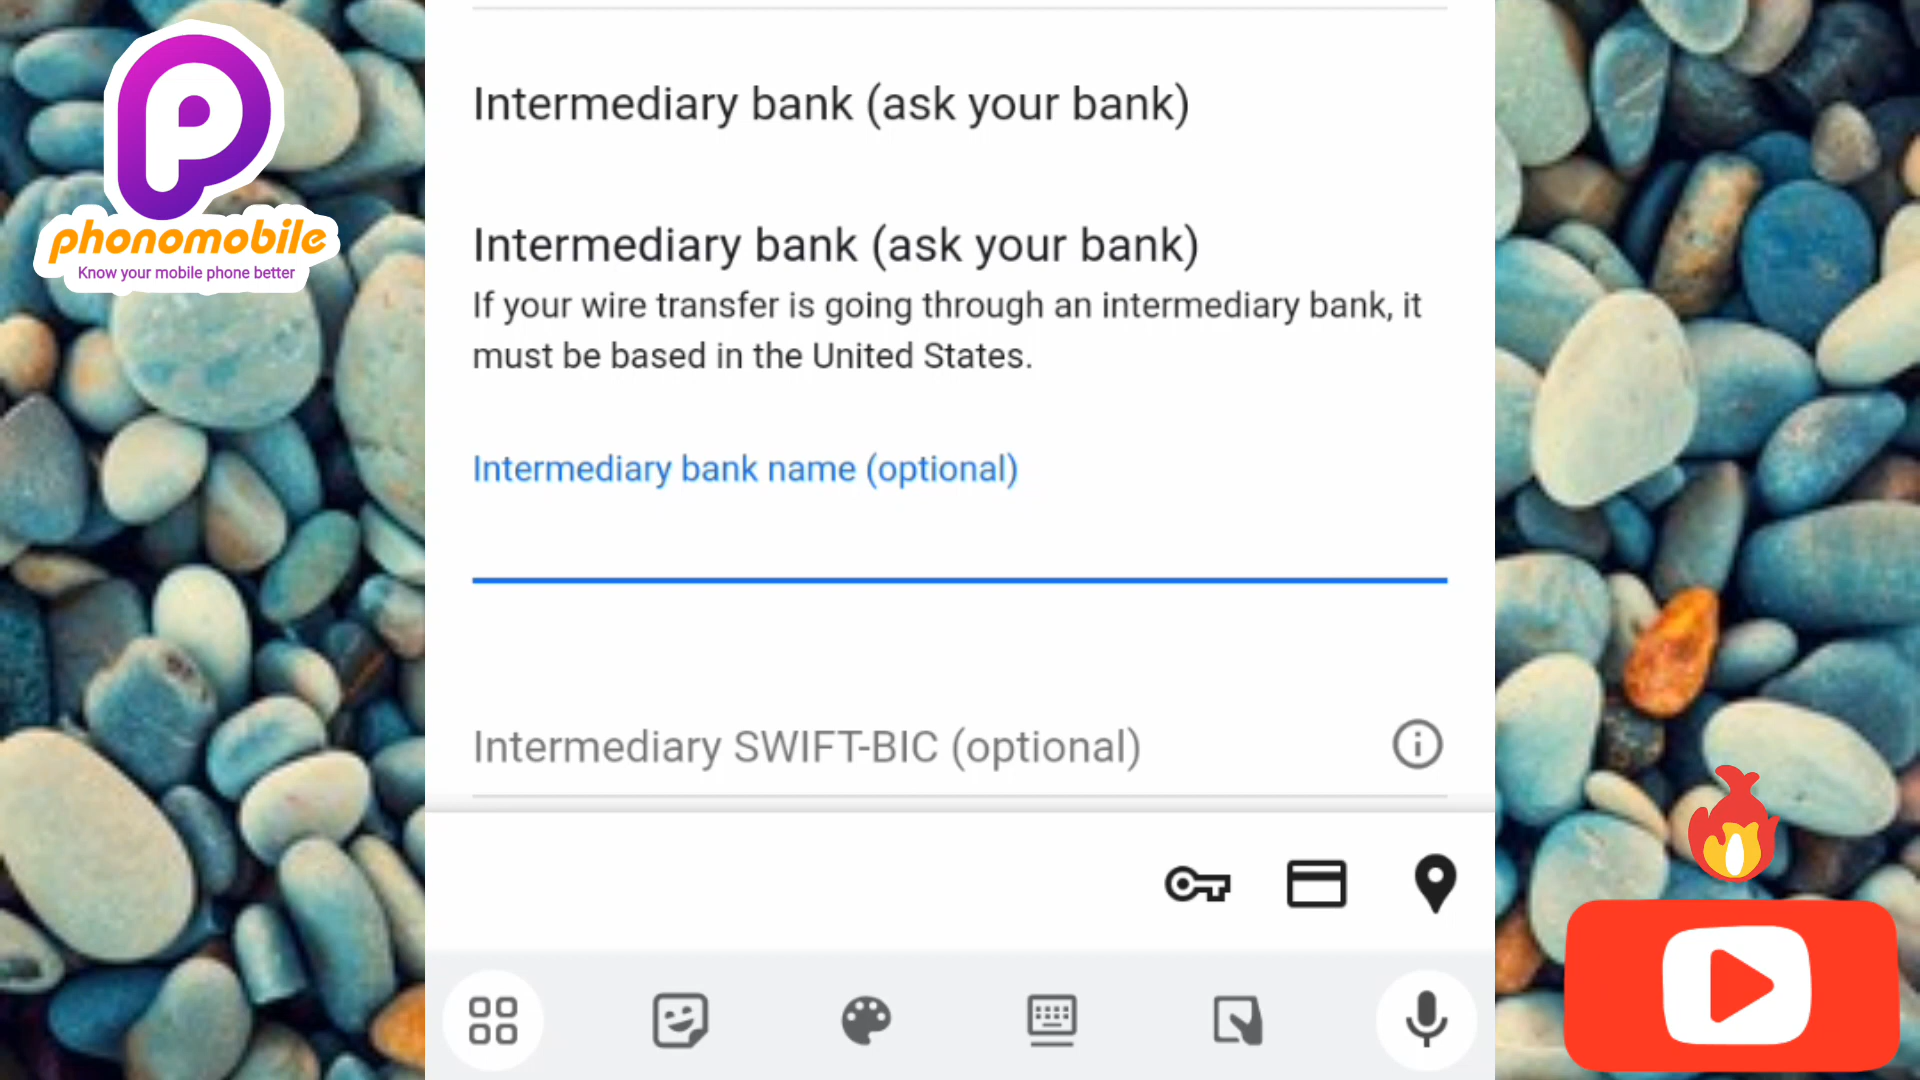 phonomobile
Know your mobile phone better
Intermediary bank (ask your bank)
Intermediary bank (ask your bank)
If your wire transfer is going through an intermediary bank, it
must be based in the United States.
Intermediary bank name (optional)
Intermediary SWIFT-BIC (optional)